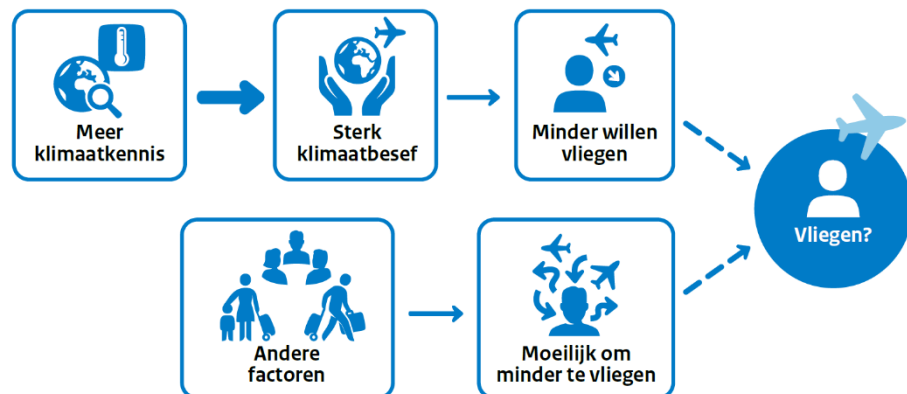 Meer
klimaatkennis
Sterk
klimaatbesef
Minder willen
vliegen
Vliegen?
Andere
factoren
Moeilijk om
minder te vliegen